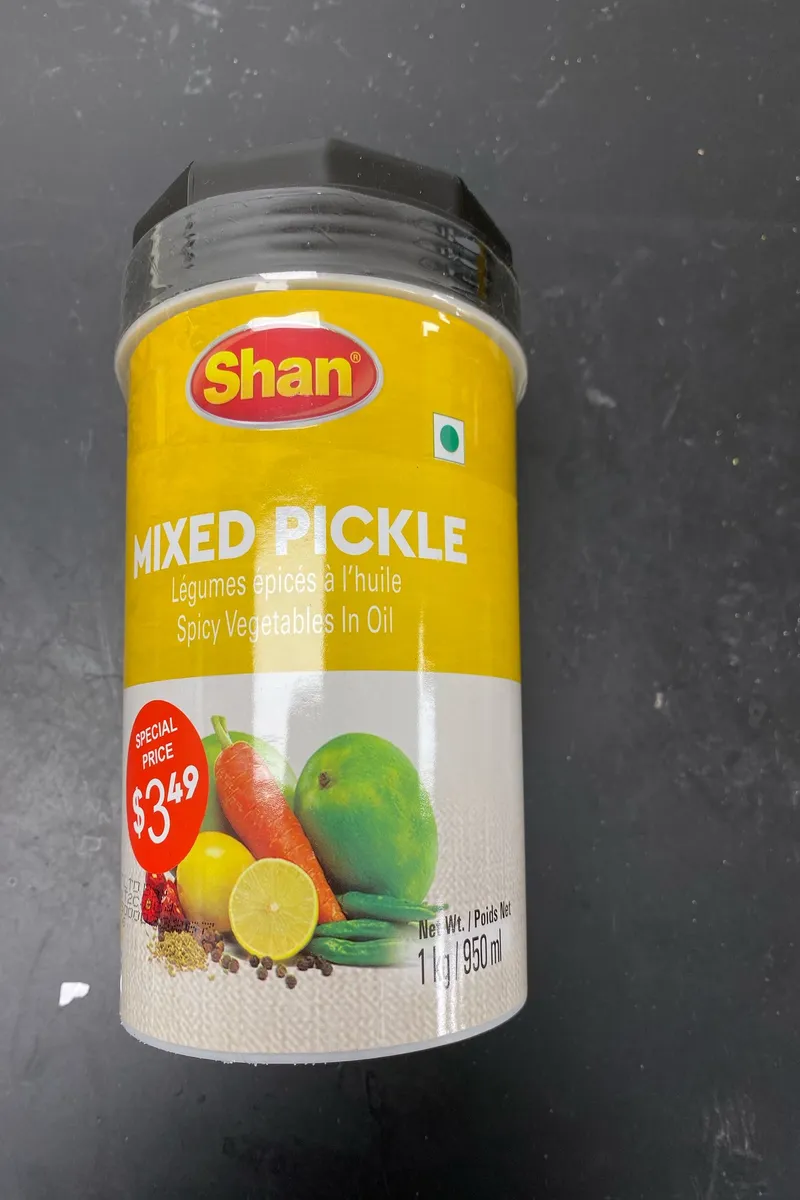 Shan®
MIXED PICKLE
Légumes épicés à l'huile
Spicy Vegetables In Oil
SPECIAL
PRICE
$3.49
Net Wt. / Poids Net
1 kg / 950 ml